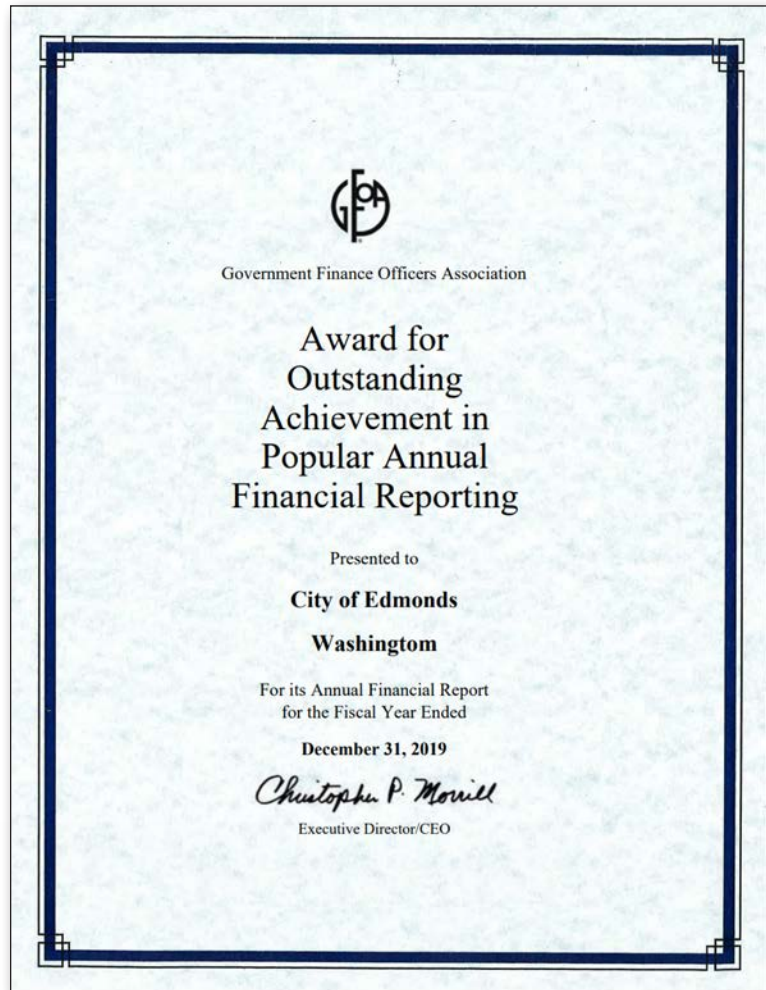 GFOA
Government Finance Officers Association
Award for
Outstanding
Achievement in
Popular Annual
Financial Reporting
Presented to
City of Edmonds
Washingtom
For its Annual Financial Report
for the Fiscal Year Ended
December 31, 2019
Christopher P. Morrill
Executive Director/CEO